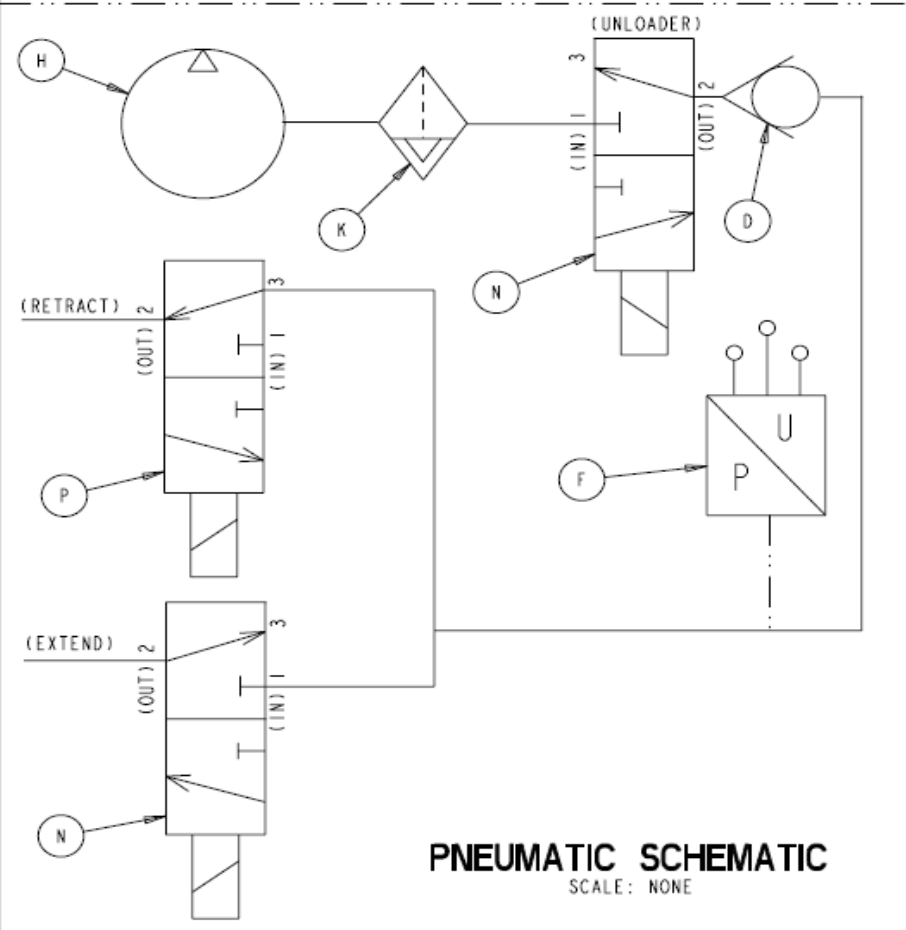 (UNLOADER)
H
3
2
(IN) 1
(OUT)
K
D
N
(RETRACT) 2
3
(OUT)
(IN) 1
U
P
F
P
(EXTEND) 2
3
(OUT)
(IN) 1
N
PNEUMATIC SCHEMATIC
SCALE: NONE